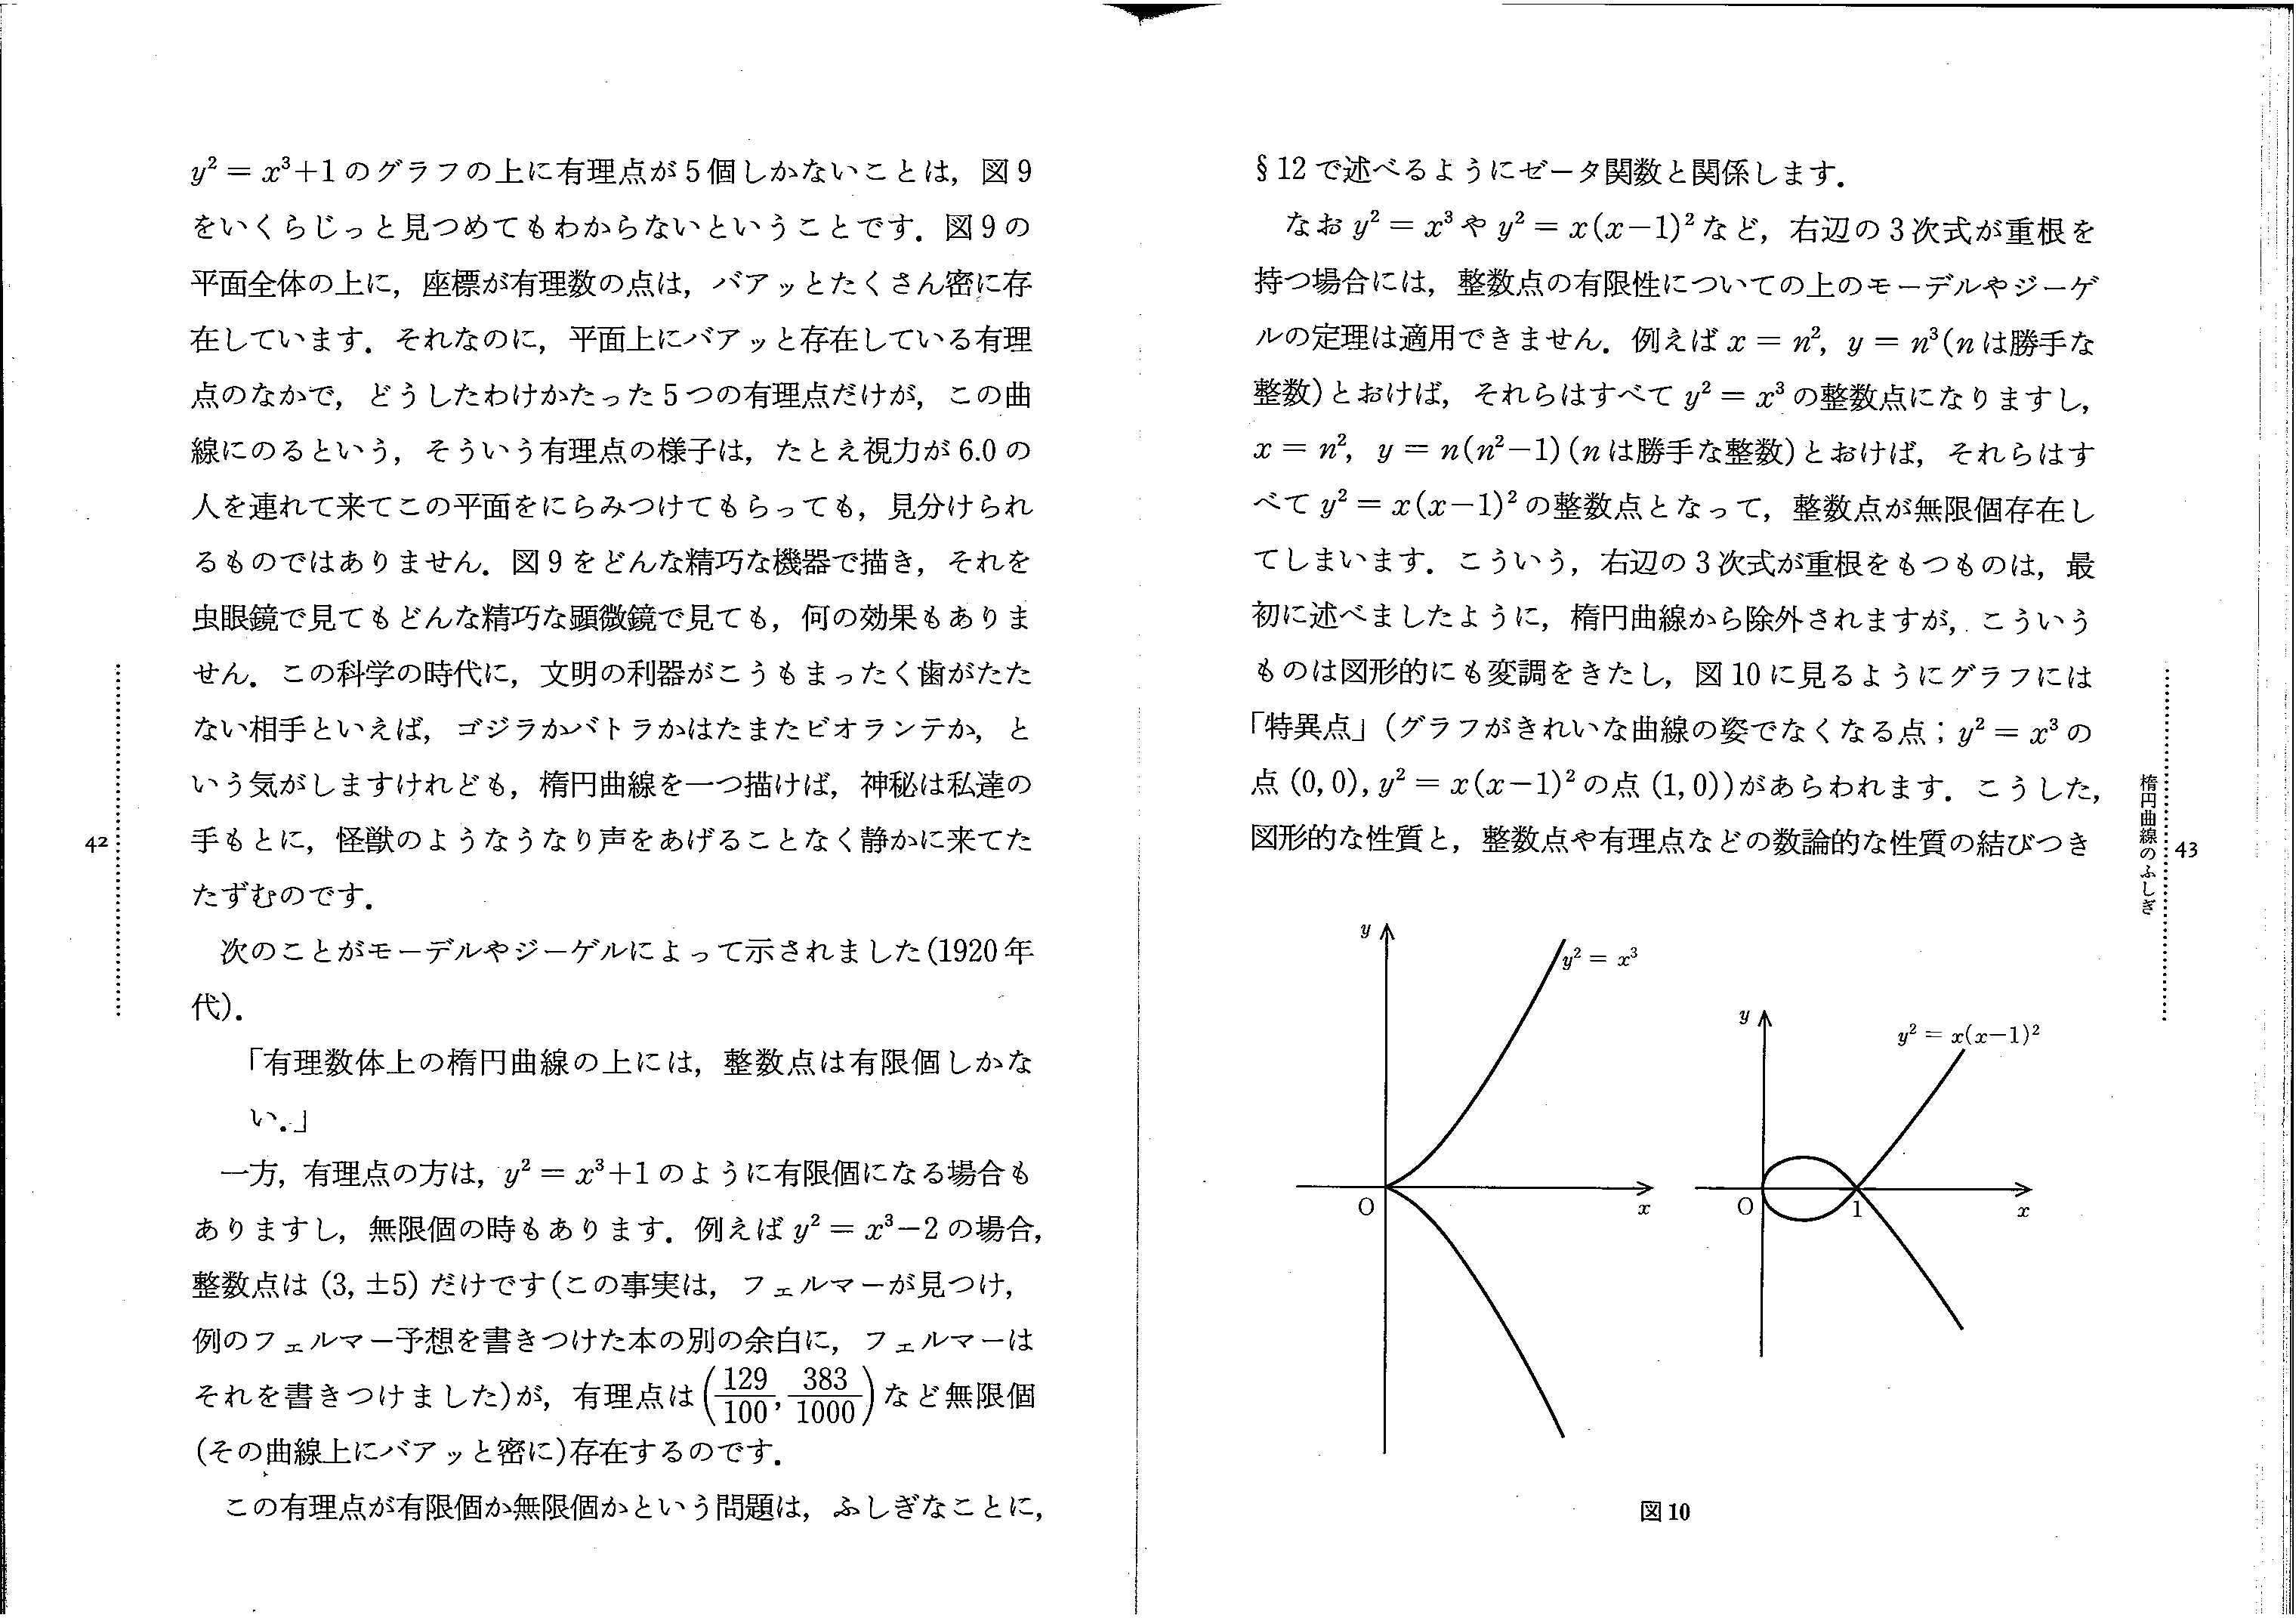 y² = x³+1 のグラフの上に有理点が5個しかないことは，図9
をいくらじっと見つめてもわからないということです．図9の
平面全体の上に，座標が有理数の点は，バアッとたくさん密に存
在しています．それなのに，平面上にバアッと存在している有理
点のなかで，どうしたわけかたった5つの有理点だけが，この曲
線にのるという，そういう有理点の様子は，たとえ視力が6.0の
人を連れて来てこの平面をにらみつけてもらっても，見分けられ
るものではありません．図9をどんな精巧な機器で描き，それを
虫眼鏡で見てもどんな精巧な顕微鏡で見ても，何の効果もありま
せん．この科学の時代に，文明の利器がこうもまったく歯がたた
ない相手といえば，ゴジラかバトラかはたまたビオランテか，と
いう気がしますけれども，楕円曲線を一つ描けば，神秘は私達の
手もとに，怪獣のようなうなり声をあげることなく静かに来てた
たずむのです．
次のことがモーデルやジーゲルによって示されました(1920年
代)．
「有理数体上の楕円曲線の上には，整数点は有限個しかな
い．」
一方，有理点の方は，y² = x³+1 のように有限個になる場合も
ありますし，無限個の時もあります．例えば y² = x³−2 の場合，
整数点は (3, ±5) だけです(この事実は，フェルマーが見つけ，
例のフェルマー予想を書きつけた本の別の余白に，フェルマーは
それを書きつけました)が，有理点は(129/100, 383/1000)など無限個
(その曲線上にバアッと密に)存在するのです．
この有理点が有限個か無限個かという問題は，ふしぎなことに，
42
§12で述べるようにゼータ関数と関係します．
なお y² = x³ や y² = x(x−1)² など，右辺の3次式が重根を
持つ場合には，整数点の有限性についての上のモーデルやジーゲ
ルの定理は適用できません．例えば x = n², y = n³(n は勝手な
整数)とおけば，それらはすべて y² = x³ の整数点になりますし，
x = n², y = n(n²−1)(n は勝手な整数)とおけば，それらはす
べて y² = x(x−1)² の整数点となって，整数点が無限個存在し
てしまいます．こういう，右辺の3次式が重根をもつものは，最
初に述べましたように，楕円曲線から除外されますが，こういう
ものは図形的にも変調をきたし，図10に見るようにグラフには
「特異点」(グラフがきれいな曲線の姿でなくなる点；y² = x³ の
点 (0, 0), y² = x(x−1)² の点 (1, 0))があらわれます．こうした，
図形的な性質と，整数点や有理点などの数論的な性質の結びつき
楕円曲線のふしぎ
43
y
y² = x³
O
x
y
y² = x(x−1)²
O
1
x
図10